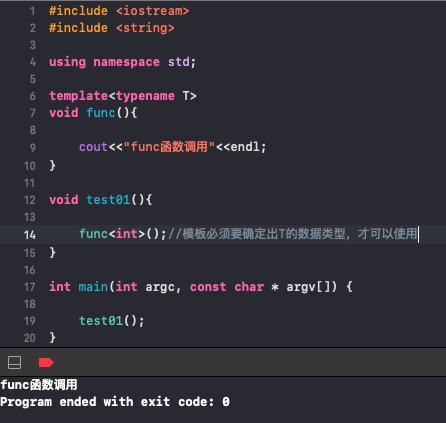 1 #include <iostream>
2 #include <string>
3
4 using namespace std;
5
6 template<typename T>
7 void func(){
8
9 cout<<"func函数调用"<<endl;
10 }
11
12 void test01(){
13
14 func<int>();//模板必须要确定出T的数据类型，才可以使用
15 }
16
17 int main(int argc, const char * argv[]) {
18
19 test01();
20 }
func函数调用
Program ended with exit code: 0